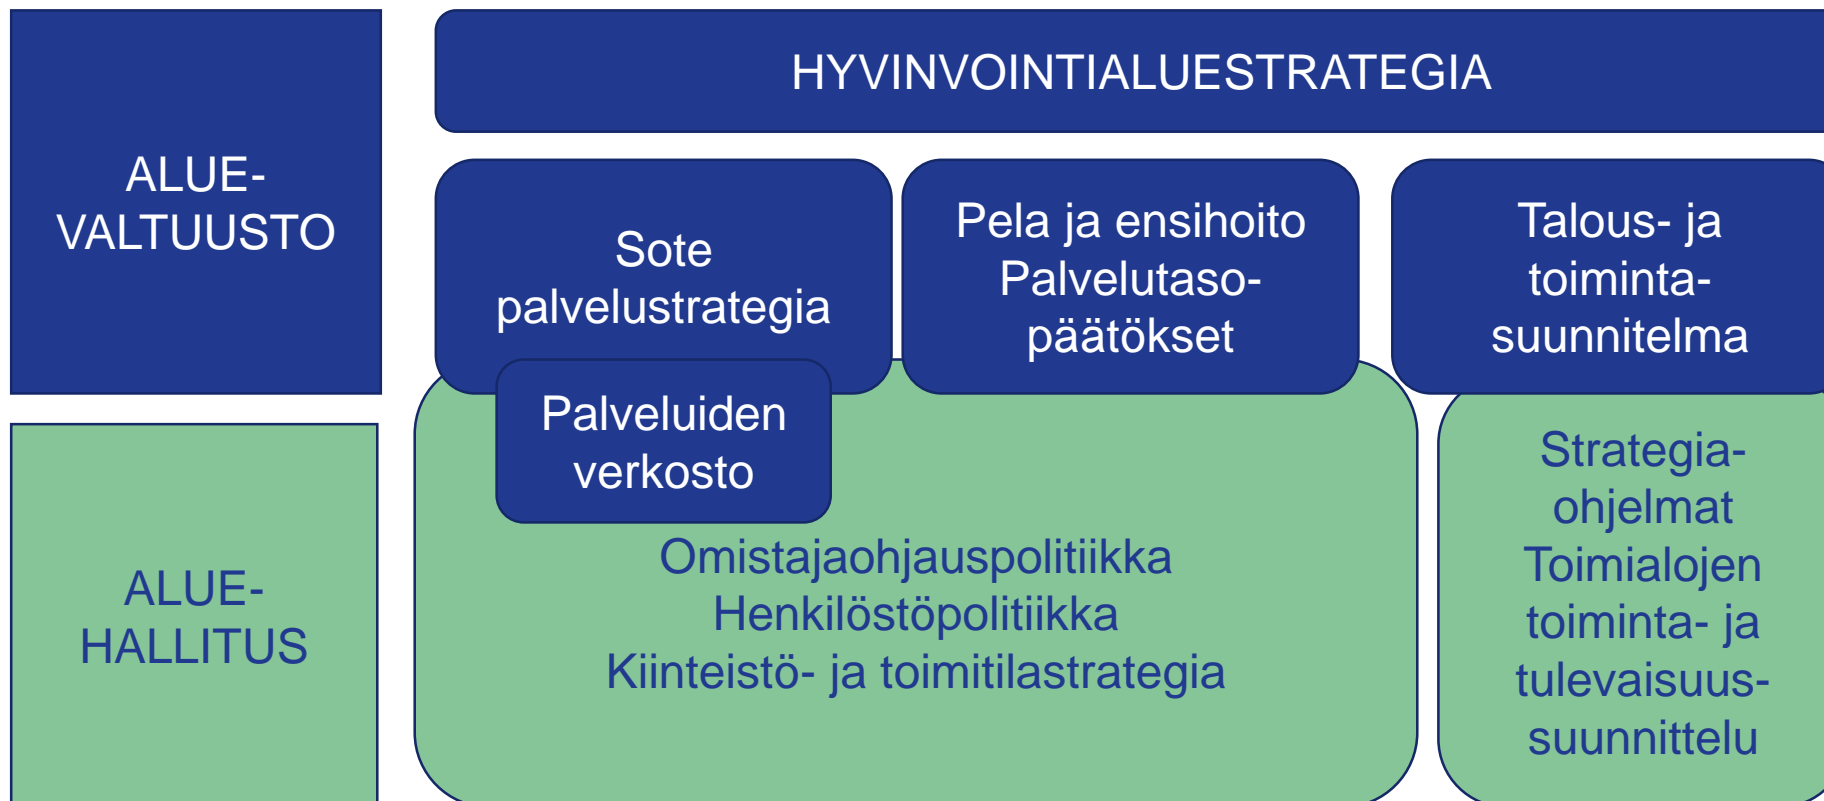 ALUE-
VALTUUSTO
HYVINVOINTIALUESTRATEGIA
Sote
palvelustrategia
Pela ja ensihoito
Palvelutaso-
päätökset
Talous- ja
toiminta-
suunnitelma
Palveluiden
verkosto
ALUE-
HALLITUS
Omistajaohjauspolitiikka
Henkilöstöpolitiikka
Kiinteistö- ja toimitilastrategia
Strategia-
ohjelmat
Toimialojen
toiminta- ja
tulevaisuus-
suunnittelu